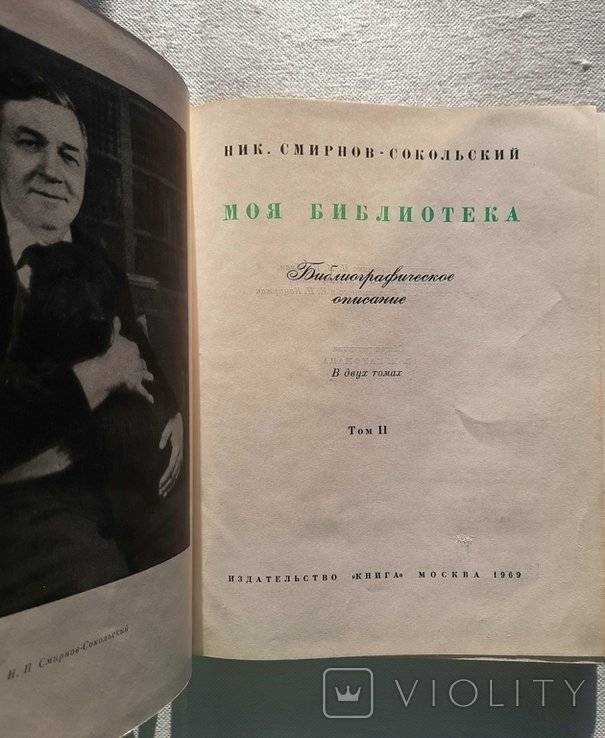 НИК. СМИРНОВ-СОКОЛЬСКИЙ
МОЯ БИБЛИОТЕКА
Библиографическое
описание
В двух томах
Том II
ИЗДАТЕЛЬСТВО «КНИГА» МОСКВА 1969
Н. П Смирнов-Сокольский
VIOLITY